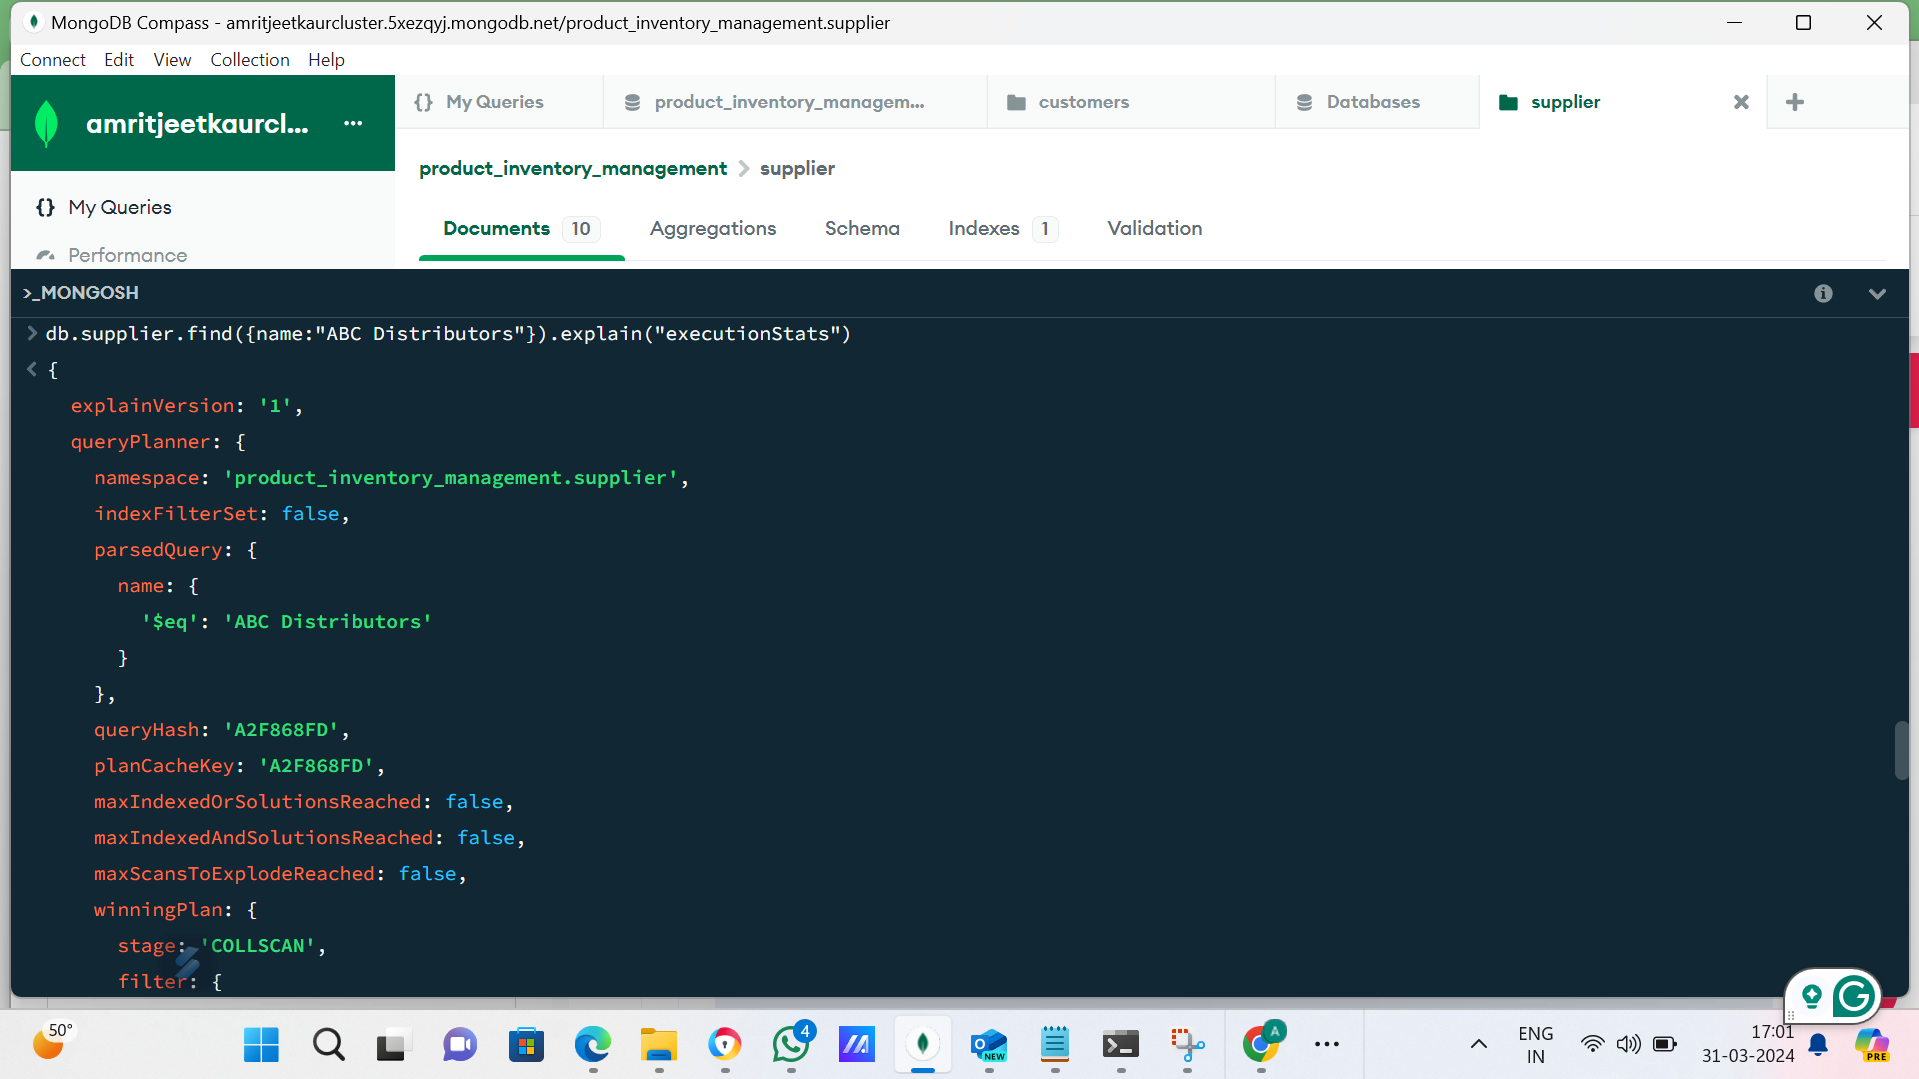 MongoDB Compass - amritjeetkaurcluster.5xezqyj.mongodb.net/product_inventory_management.supplier
Connect Edit View Collection Help
amritjeetkaurcl... ...
{} My Queries
Performance
{} My Queries product_inventory_managem... customers Databases supplier
product_inventory_management > supplier
Documents 10 Aggregations Schema Indexes 1 Validation
>_MONGOSH
> db.supplier.find({name:"ABC Distributors"}).explain("executionStats")
< {
explainVersion: '1',
queryPlanner: {
namespace: 'product_inventory_management.supplier',
indexFilterSet: false,
parsedQuery: {
name: {
'$eq': 'ABC Distributors'
}
},
queryHash: 'A2F868FD',
planCacheKey: 'A2F868FD',
maxIndexedOrSolutionsReached: false,
maxIndexedAndSolutionsReached: false,
maxScansToExplodeReached: false,
winningPlan: {
stage: 'COLLSCAN',
filter: {
50°
4
NEW
A
ENG
IN
17:01
31-03-2024
PRE